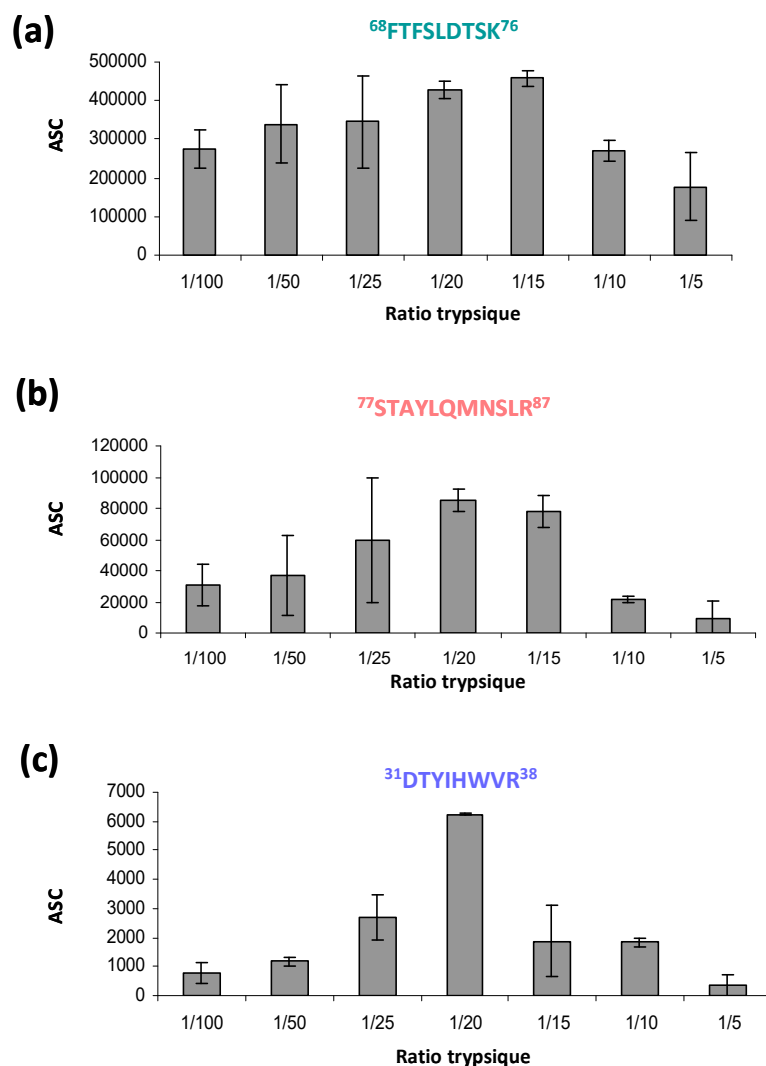 (a)
⁶⁸FTFSLDTSK⁷⁶
500000
400000
300000
200000
100000
0
ASC
1/100 1/50 1/25 1/20 1/15 1/10 1/5
Ratio trypsique
(b)
⁷⁷STAYLQMNSLR⁸⁷
120000
100000
80000
60000
40000
20000
0
ASC
1/100 1/50 1/25 1/20 1/15 1/10 1/5
Ratio trypsique
(c)
³¹DTYIHWVR³⁸
7000
6000
5000
4000
3000
2000
1000
0
ASC
1/100 1/50 1/25 1/20 1/15 1/10 1/5
Ratio trypsique